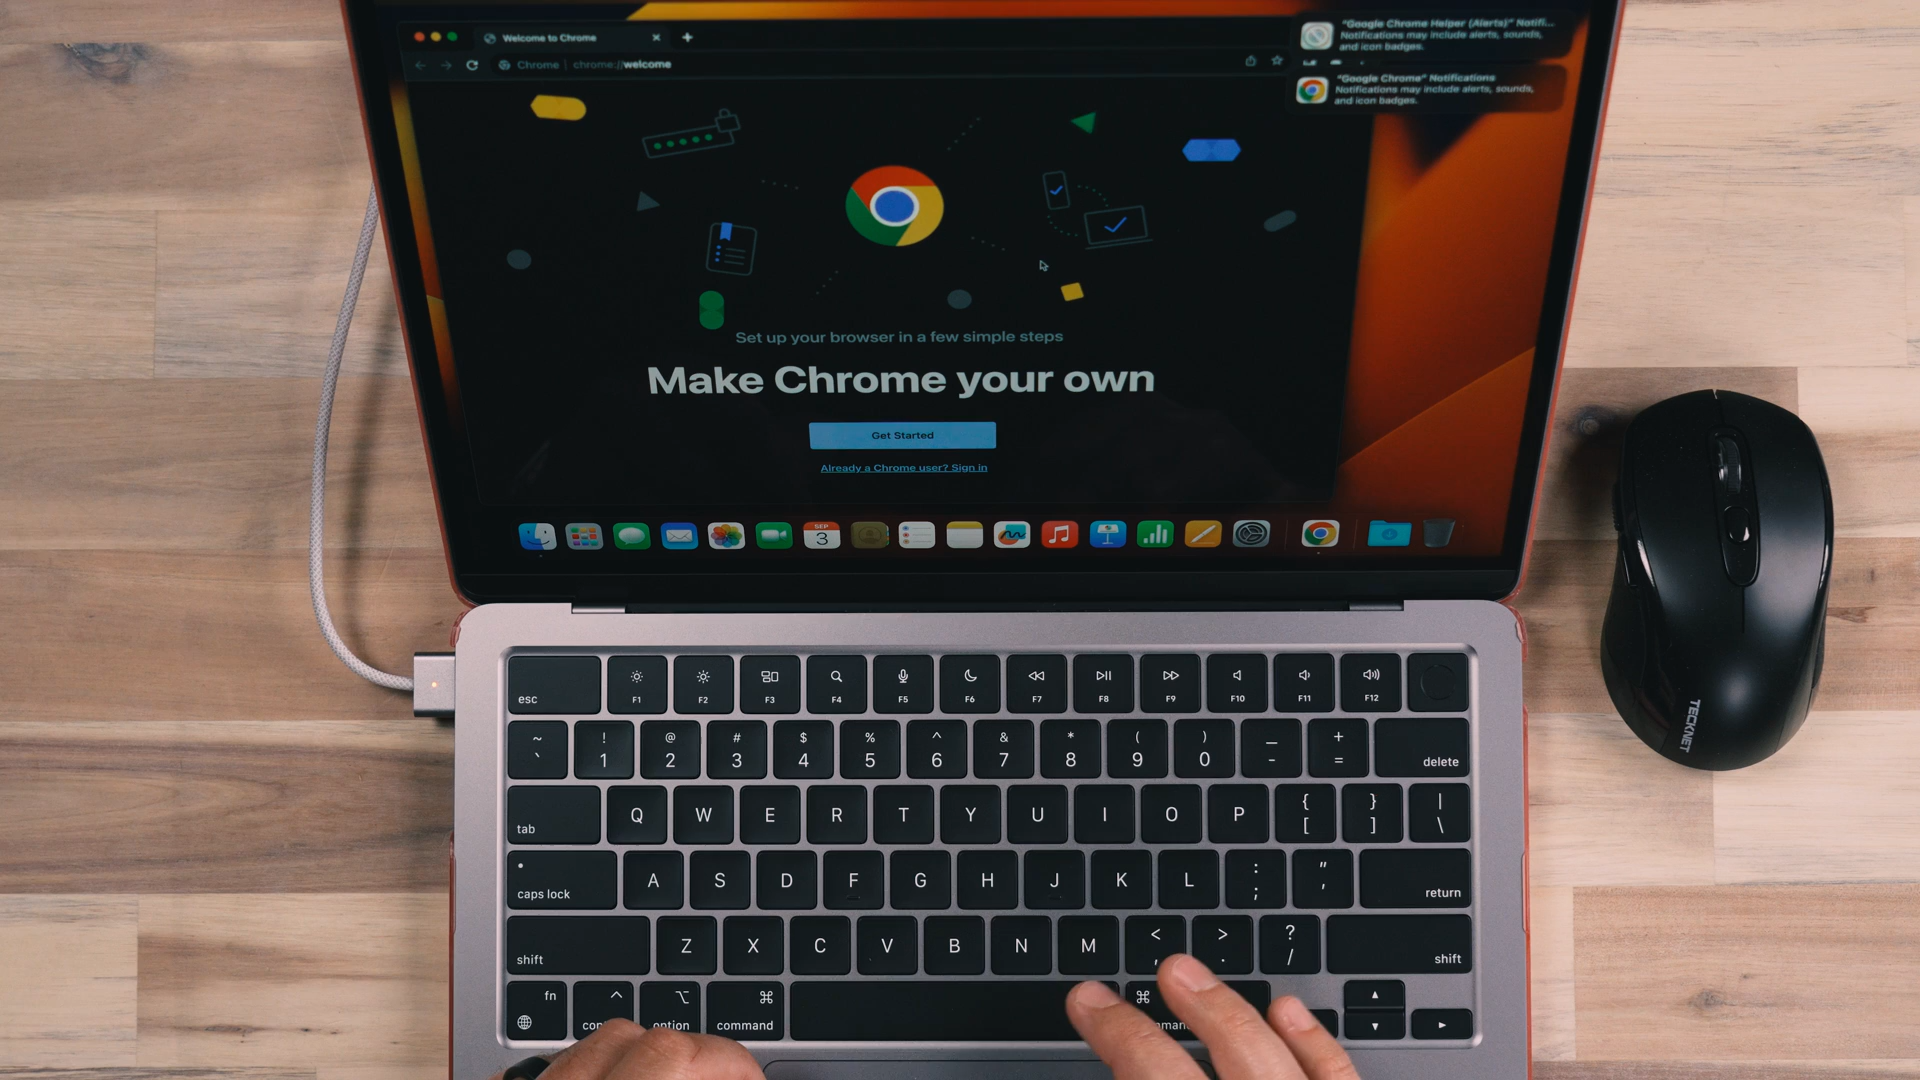 Welcome to Chrome
Chrome | chrome://welcome
"Google Chrome Helper (Alerts)" Notifi...
Notifications may include alerts, sounds,
and icon badges.
"Google Chrome" Notifications
Notifications may include alerts, sounds,
and icon badges.
Set up your browser in a few simple steps
Make Chrome your own
Get Started
Already a Chrome user? Sign in
SEP
3
TECKNET
esc F1 F2 F3 F4 F5 F6 F7 F8 F9 F10 F11 F12
~ ! @ # $ % ^ & * ( ) _ +
` 1 2 3 4 5 6 7 8 9 0 - = delete
tab Q W E R T Y U I O P { [ } ] | \
caps lock A S D F G H J K L : ; " ' return
shift Z X C V B N M < , > . ? / shift
fn option command